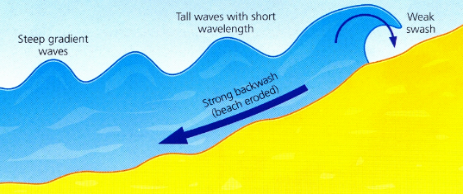 Steep gradient
waves
Tall waves with short
wavelength
Weak
swash
Strong backwash
(beach eroded)